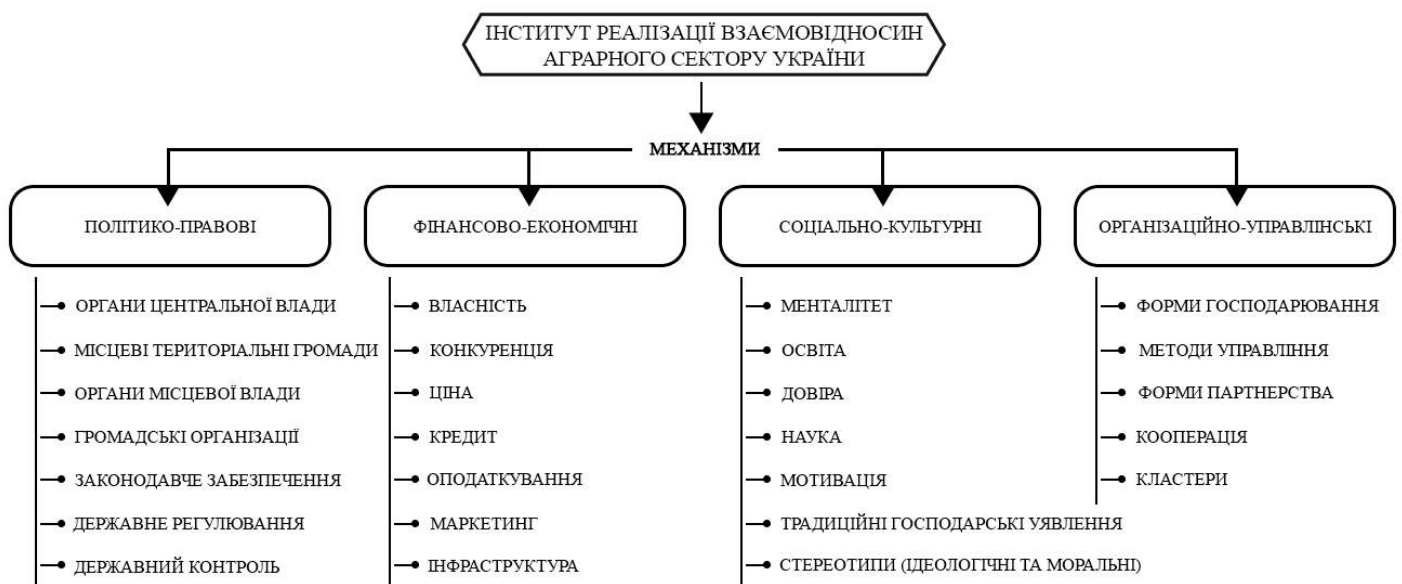 ІНСТИТУТ РЕАЛІЗАЦІЇ ВЗАЄМОВІДНОСИН
АГРАРНОГО СЕКТОРУ УКРАЇНИ
МЕХАНІЗМИ
ПОЛІТИКО-ПРАВОВІ
ФІНАНСОВО-ЕКОНОМІЧНІ
СОЦІАЛЬНО-КУЛЬТУРНІ
ОРГАНІЗАЦІЙНО-УПРАВЛІНСЬКІ
ОРГАНИ ЦЕНТРАЛЬНОЇ ВЛАДИ
МІСЦЕВІ ТЕРИТОРІАЛЬНІ ГРОМАДИ
ОРГАНИ МІСЦЕВОЇ ВЛАДИ
ГРОМАДСЬКІ ОРГАНІЗАЦІЇ
ЗАКОНОДАВЧЕ ЗАБЕЗПЕЧЕННЯ
ДЕРЖАВНЕ РЕГУЛЮВАННЯ
ДЕРЖАВНИЙ КОНТРОЛЬ
ВЛАСНІСТЬ
КОНКУРЕНЦІЯ
ЦІНА
КРЕДИТ
ОПОДАТКУВАННЯ
МАРКЕТИНГ
ІНФРАСТРУКТУРА
МЕНТАЛІТЕТ
ОСВІТА
ДОВІРА
НАУКА
МОТИВАЦІЯ
ТРАДИЦІЙНІ ГОСПОДАРСЬКІ УЯВЛЕННЯ
СТЕРЕОТИПИ (ІДЕОЛОГІЧНІ ТА МОРАЛЬНІ)
ФОРМИ ГОСПОДАРЮВАННЯ
МЕТОДИ УПРАВЛІННЯ
ФОРМИ ПАРТНЕРСТВА
КООПЕРАЦІЯ
КЛАСТЕРИ